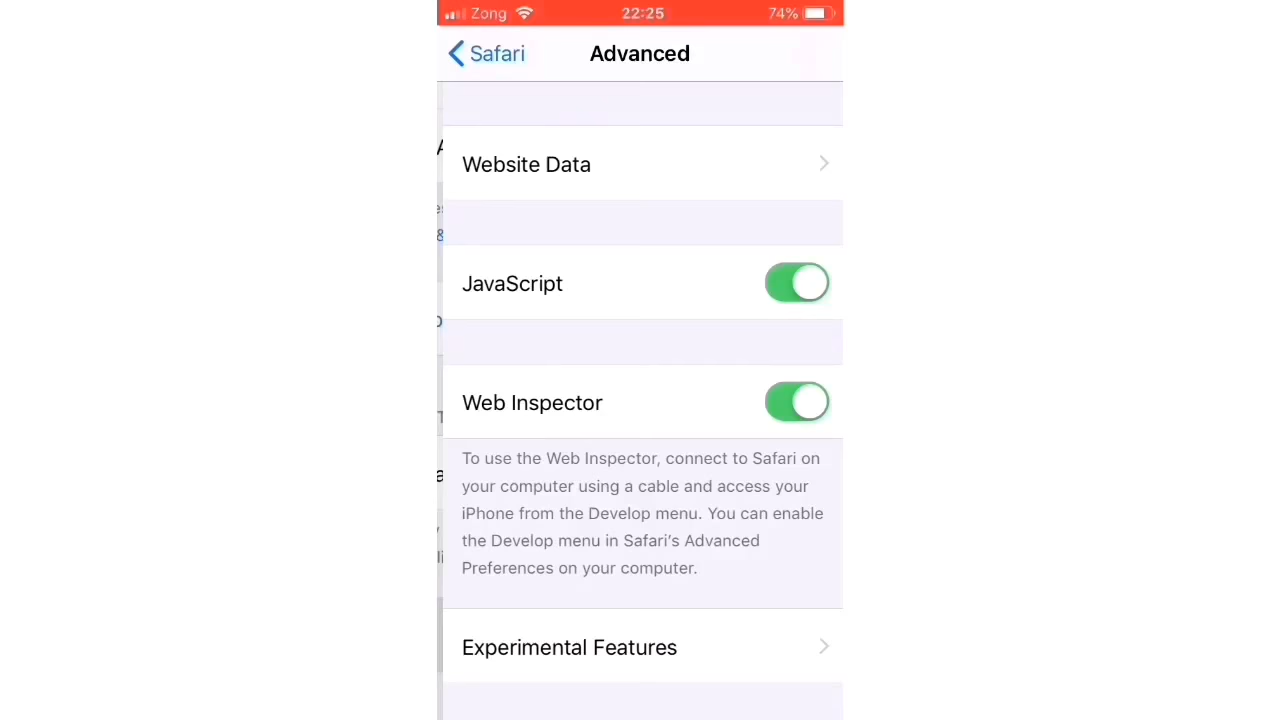 Zong 22:25 74%
Safari Advanced
Website Data
JavaScript
Web Inspector
To use the Web Inspector, connect to Safari on
your computer using a cable and access your
iPhone from the Develop menu. You can enable
the Develop menu in Safari's Advanced
Preferences on your computer.
Experimental Features